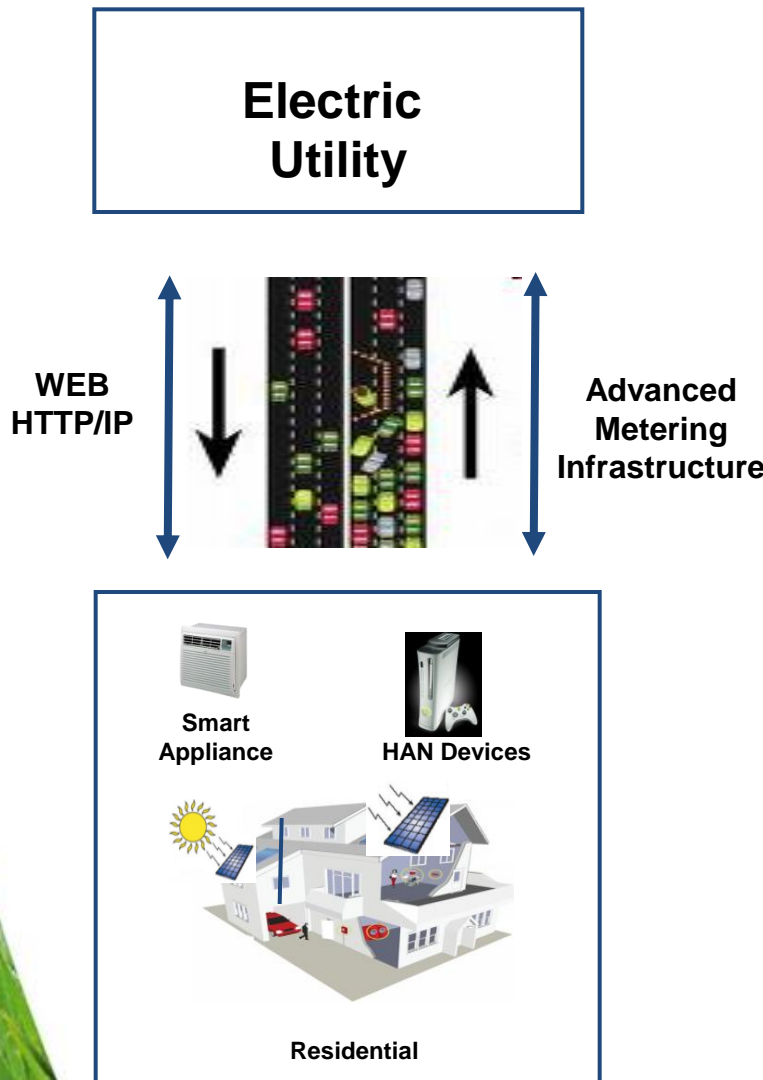 Electric
Utility
WEB
HTTP/IP
Advanced
Metering
Infrastructure
Smart
Appliance
HAN Devices
Residential